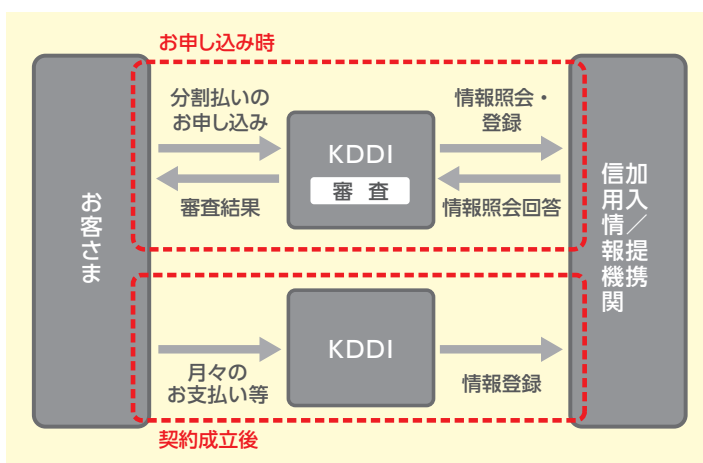 お申し込み時
お客さま
分割払いの
お申し込み
審査結果
KDDI
審 査
情報照会・
登録
情報照会回答
加入／提携
信用情報機関
月々の
お支払い等
KDDI
情報登録
契約成立後